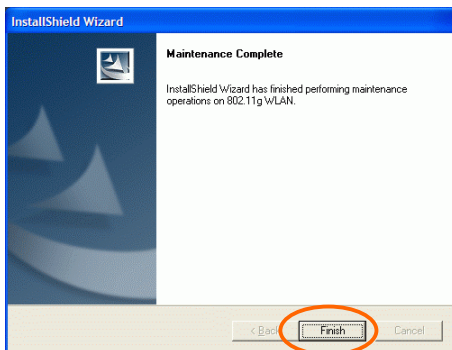 InstallShield Wizard
Maintenance Complete
InstallShield Wizard has finished performing maintenance
operations on 802.11g WLAN.
< Back Finish Cancel